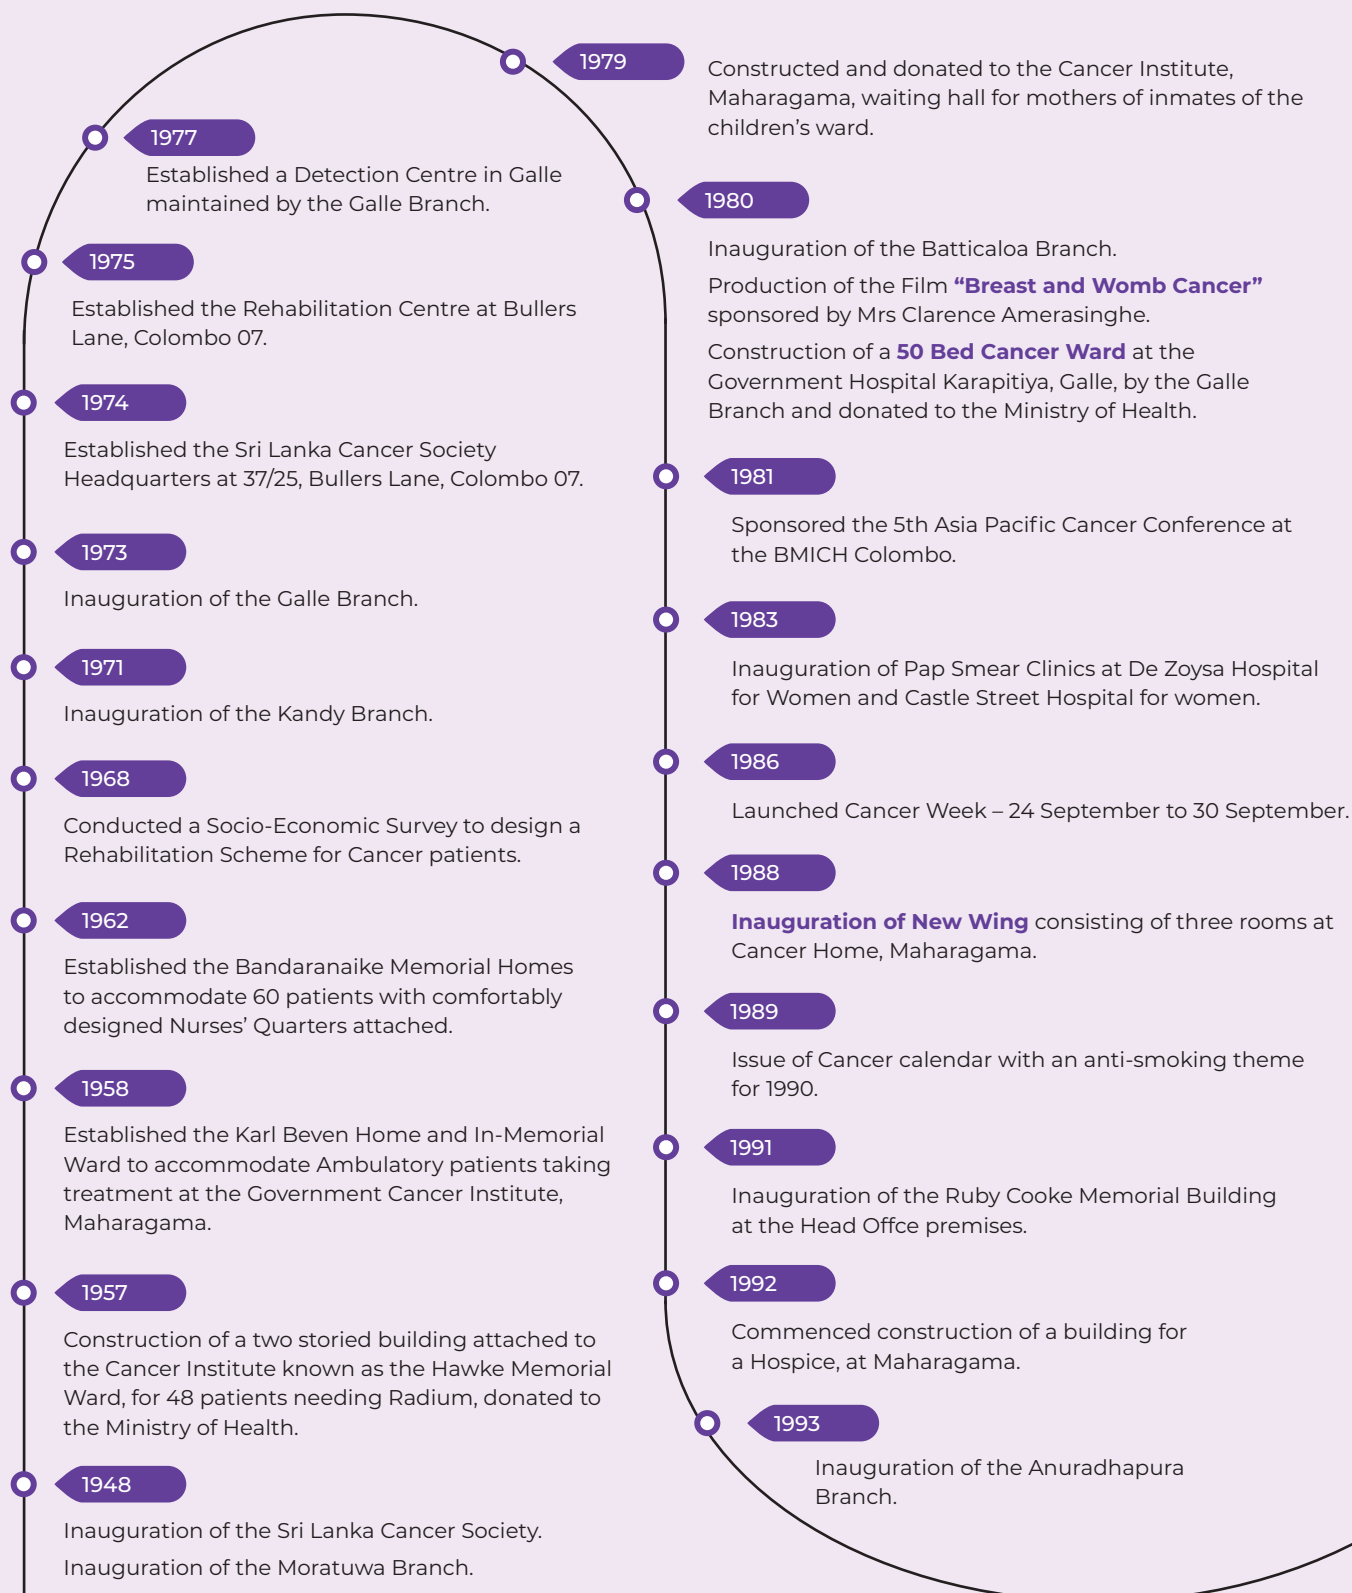 1979
Constructed and donated to the Cancer Institute,
Maharagama, waiting hall for mothers of inmates of the
children’s ward.
1977
Established a Detection Centre in Galle
maintained by the Galle Branch.
1975
Established the Rehabilitation Centre at Bullers
Lane, Colombo 07.
1974
Established the Sri Lanka Cancer Society
Headquarters at 37/25, Bullers Lane, Colombo 07.
1973
Inauguration of the Galle Branch.
1971
Inauguration of the Kandy Branch.
1968
Conducted a Socio-Economic Survey to design a
Rehabilitation Scheme for Cancer patients.
1962
Established the Bandaranaike Memorial Homes
to accommodate 60 patients with comfortably
designed Nurses’ Quarters attached.
1958
Established the Karl Beven Home and In-Memorial
Ward to accommodate Ambulatory patients taking
treatment at the Government Cancer Institute,
Maharagama.
1957
Construction of a two storied building attached to
the Cancer Institute known as the Hawke Memorial
Ward, for 48 patients needing Radium, donated to
the Ministry of Health.
1948
Inauguration of the Sri Lanka Cancer Society.
Inauguration of the Moratuwa Branch.
1980
Inauguration of the Batticaloa Branch.
Production of the Film “Breast and Womb Cancer”
sponsored by Mrs Clarence Amerasinghe.
Construction of a 50 Bed Cancer Ward at the
Government Hospital Karapitiya, Galle, by the Galle
Branch and donated to the Ministry of Health.
1981
Sponsored the 5th Asia Pacific Cancer Conference at
the BMICH Colombo.
1983
Inauguration of Pap Smear Clinics at De Zoysa Hospital
for Women and Castle Street Hospital for women.
1986
Launched Cancer Week – 24 September to 30 September.
1988
Inauguration of New Wing consisting of three rooms at
Cancer Home, Maharagama.
1989
Issue of Cancer calendar with an anti-smoking theme
for 1990.
1991
Inauguration of the Ruby Cooke Memorial Building
at the Head Offce premises.
1992
Commenced construction of a building for
a Hospice, at Maharagama.
1993
Inauguration of the Anuradhapura
Branch.